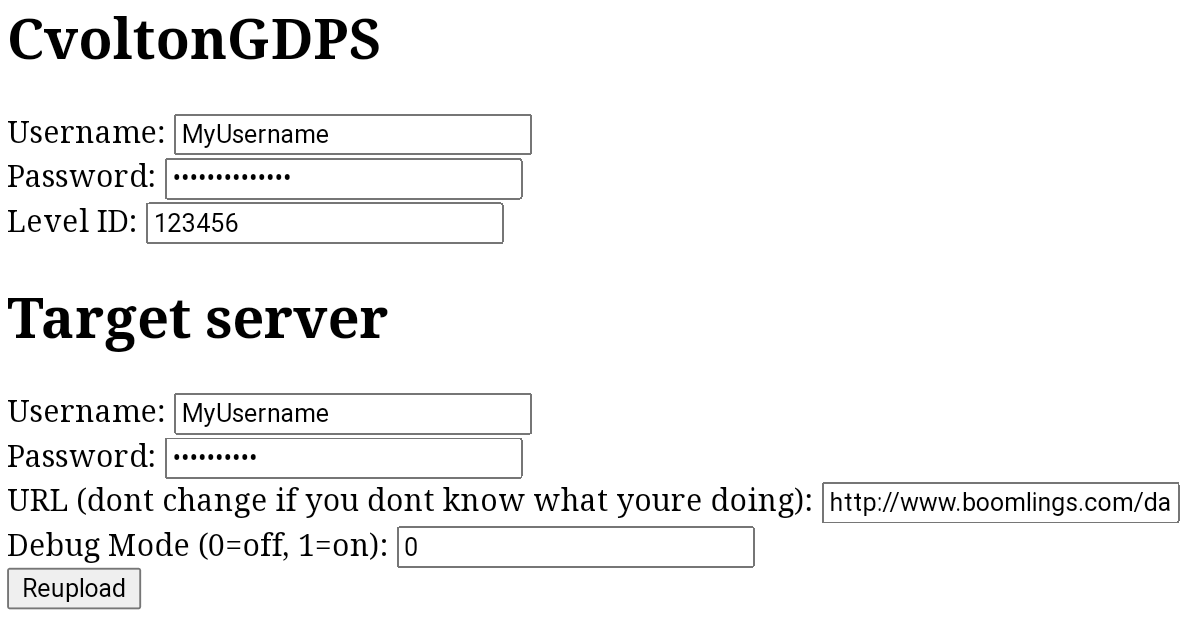 CvoltonGDPS
Username: MyUsername
Password: ••••••••••••••
Level ID: 123456
Target server
Username: MyUsername
Password: ••••••••••
URL (dont change if you dont know what youre doing): http://www.boomlings.com/da
Debug Mode (0=off, 1=on): 0
Reupload